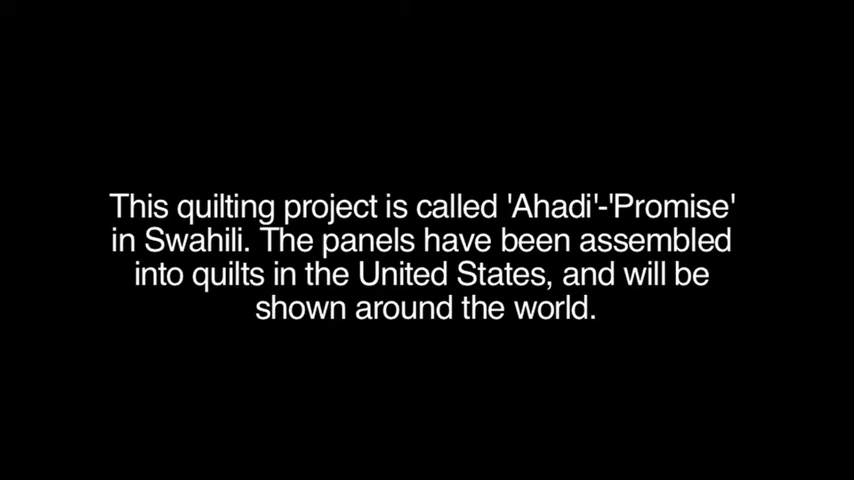 This quilting project is called 'Ahadi'-'Promise'
in Swahili. The panels have been assembled
into quilts in the United States, and will be
shown around the world.